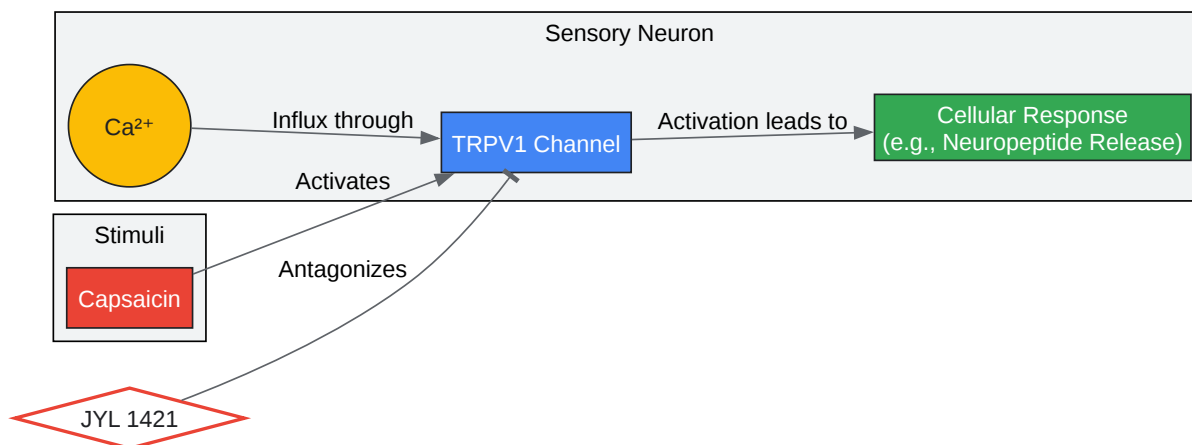 Sensory Neuron
Ca²⁺
Influx through
TRPV1 Channel
Activation leads to
Cellular Response
(e.g., Neuropeptide Release)
Activates
Stimuli
Capsaicin
Antagonizes
JYL 1421